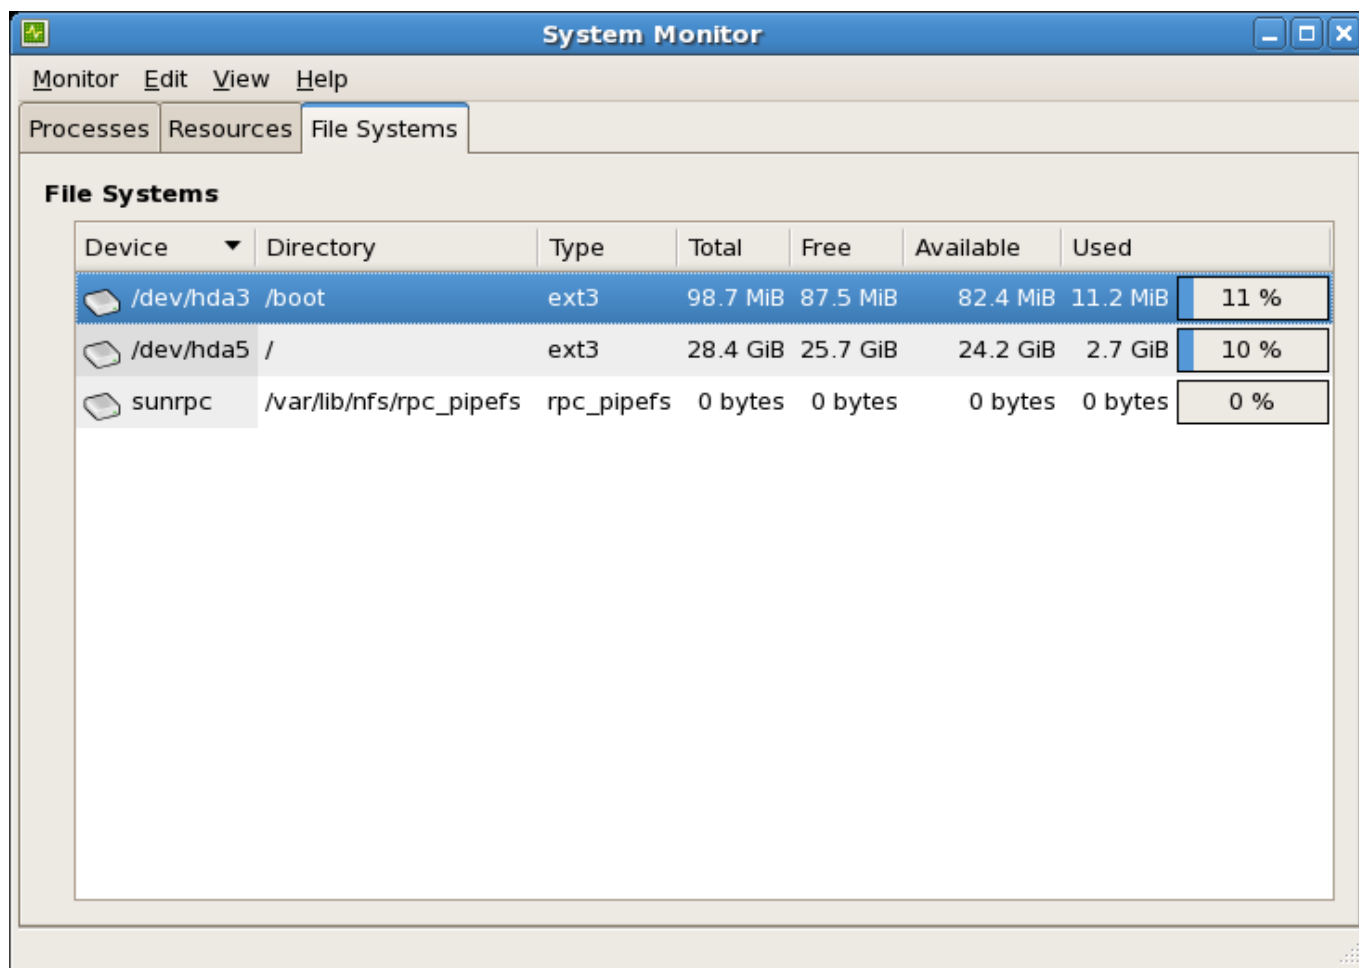 System Monitor
Monitor Edit View Help
Processes Resources File Systems
File Systems
Device Directory Type Total Free Available Used
/dev/hda3 /boot ext3 98.7 MiB 87.5 MiB 82.4 MiB 11.2 MiB 11 %
/dev/hda5 / ext3 28.4 GiB 25.7 GiB 24.2 GiB 2.7 GiB 10 %
sunrpc /var/lib/nfs/rpc_pipefs rpc_pipefs 0 bytes 0 bytes 0 bytes 0 bytes 0 %